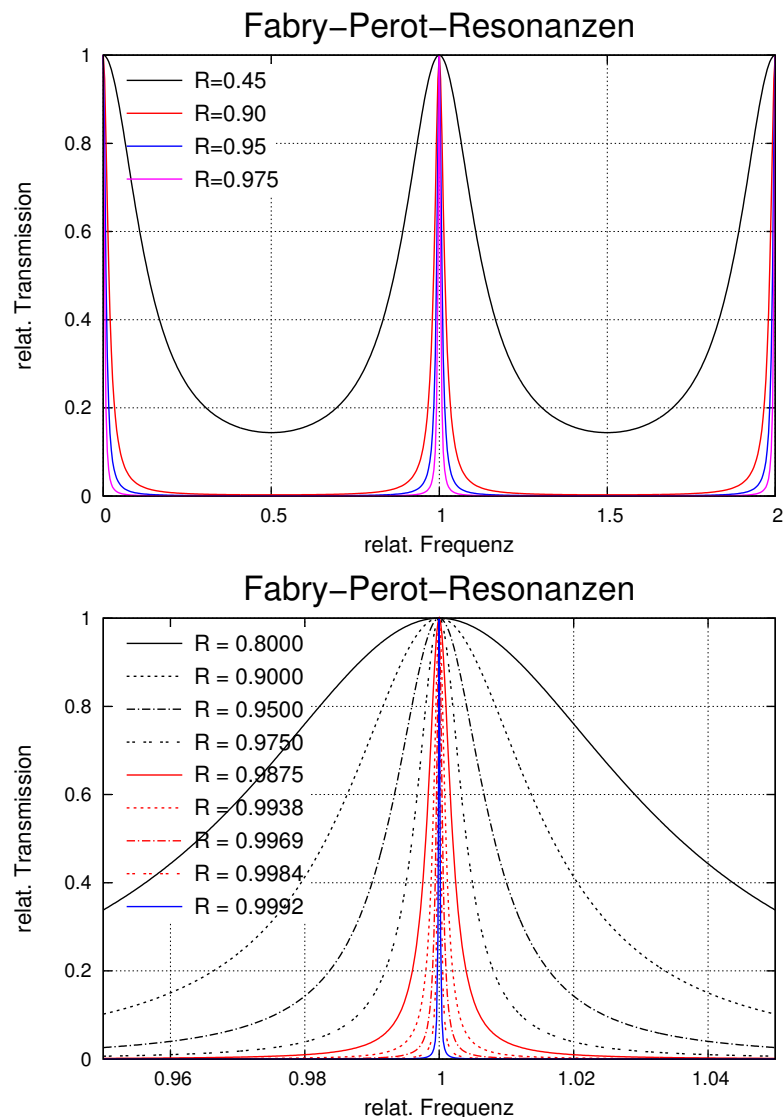 Fabry−Perot−Resonanzen
1
R=0.45
R=0.90
0.8
R=0.95
R=0.975
0.6
relat. Transmission
0.4
0.2
0
0 0.5 1 1.5 2
relat. Frequenz
Fabry−Perot−Resonanzen
1
R = 0.8000
R = 0.9000
0.8
R = 0.9500
R = 0.9750
0.6
R = 0.9875
R = 0.9938
relat. Transmission
R = 0.9969
0.4
R = 0.9984
R = 0.9992
0.2
0
0.96 0.98 1 1.02 1.04
relat. Frequenz